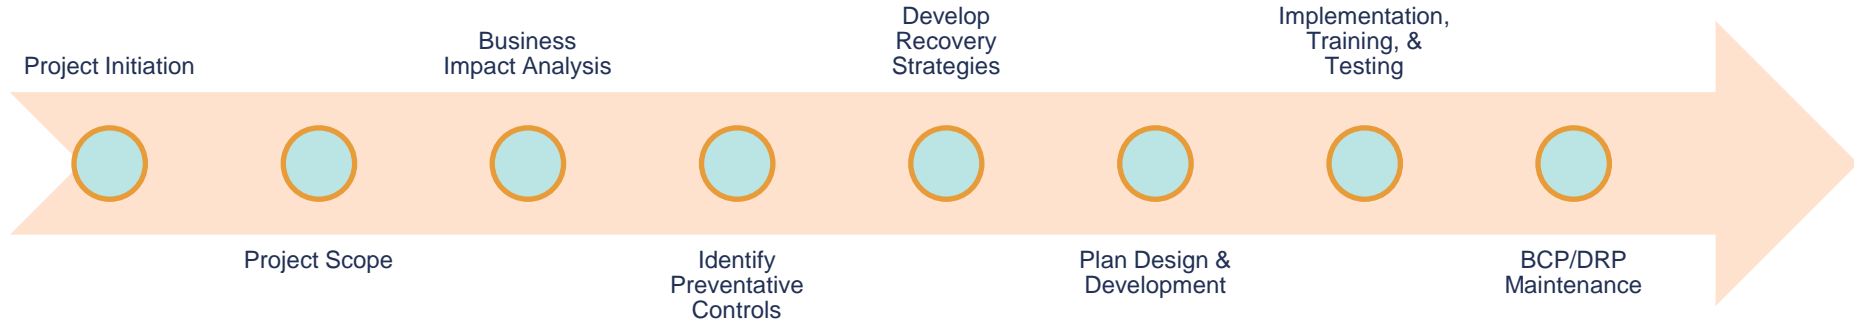 Project Initiation
Project Scope
Business
Impact Analysis
Identify
Preventative
Controls
Develop
Recovery
Strategies
Plan Design &
Development
Implementation,
Training, &
Testing
BCP/DRP
Maintenance